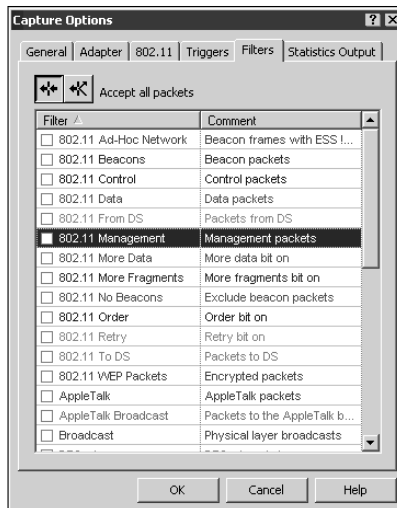 Capture Options
General Adapter 802.11 Triggers Filters Statistics Output
Accept all packets
Filter Comment
802.11 Ad-Hoc Network Beacon frames with ESS !...
802.11 Beacons Beacon packets
802.11 Control Control packets
802.11 Data Data packets
802.11 From DS Packets from DS
802.11 Management Management packets
802.11 More Data More data bit on
802.11 More Fragments More fragments bit on
802.11 No Beacons Exclude beacon packets
802.11 Order Order bit on
802.11 Retry Retry bit on
802.11 To DS Packets to DS
802.11 WEP Packets Encrypted packets
AppleTalk AppleTalk packets
AppleTalk Broadcast Packets to the AppleTalk b...
Broadcast Physical layer broadcasts
OK Cancel Help